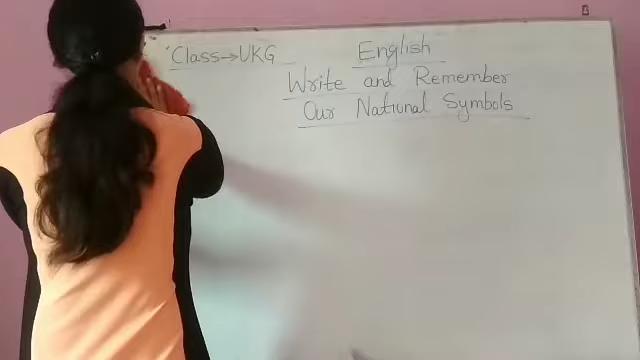 Class→UKG
English
Write and Remember
Our National Symbols